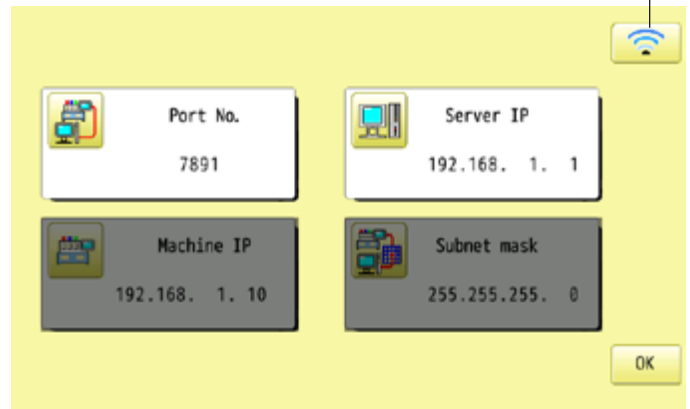 Port No.
7891
Server IP
192.168. 1. 1
Machine IP
192.168. 1. 10
Subnet mask
255.255.255. 0
OK